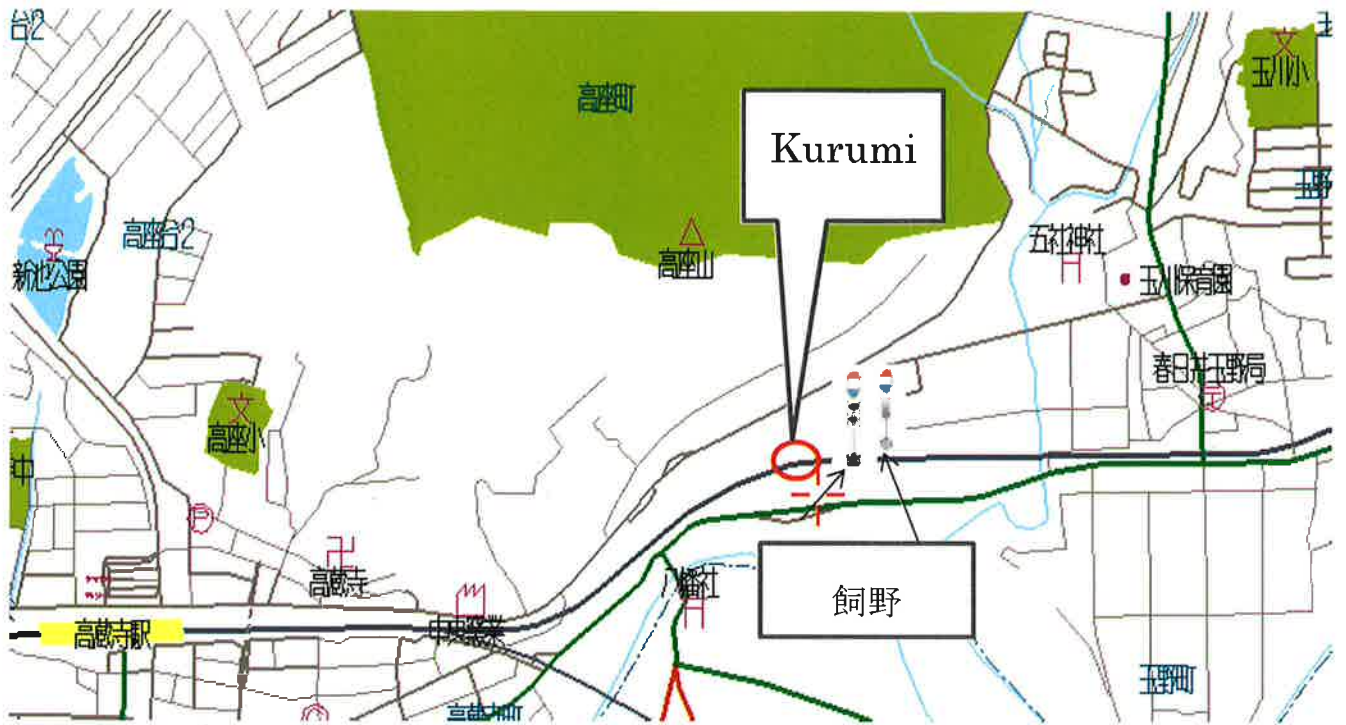 台2
高座町
玉川小
Kurumi
玉野
高座台2
五社神社
高座山
新池公園
玉川保育園
春日井玉野局
高座小
中
飼野
高蔵寺
八幡社
高蔵寺駅
中央窯業
玉野町